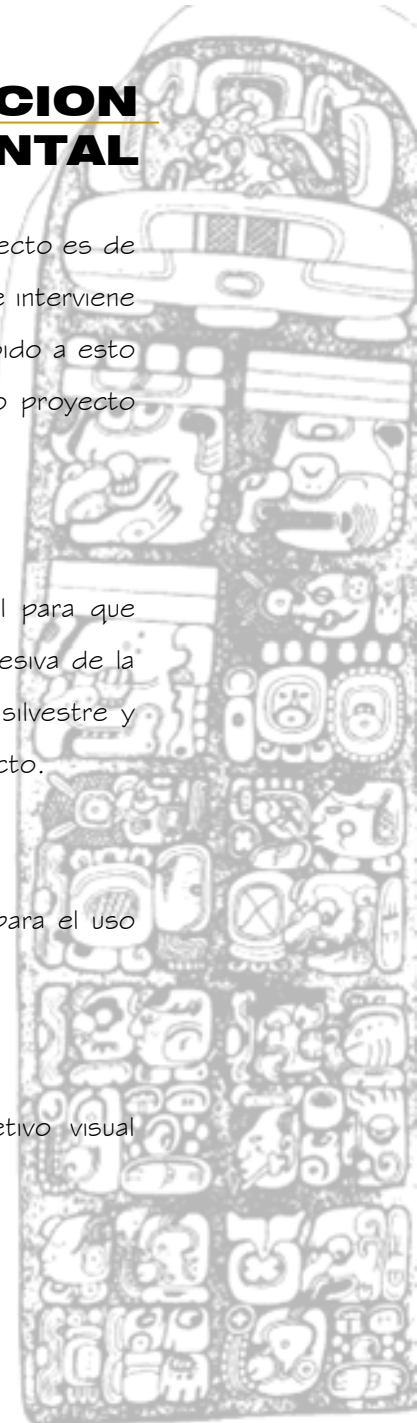 CION
NTAL
ecto es de
e interviene
bido a esto
o proyecto
l para que
esiva de la
silvestre y
cto.
para el uso
etivo visual